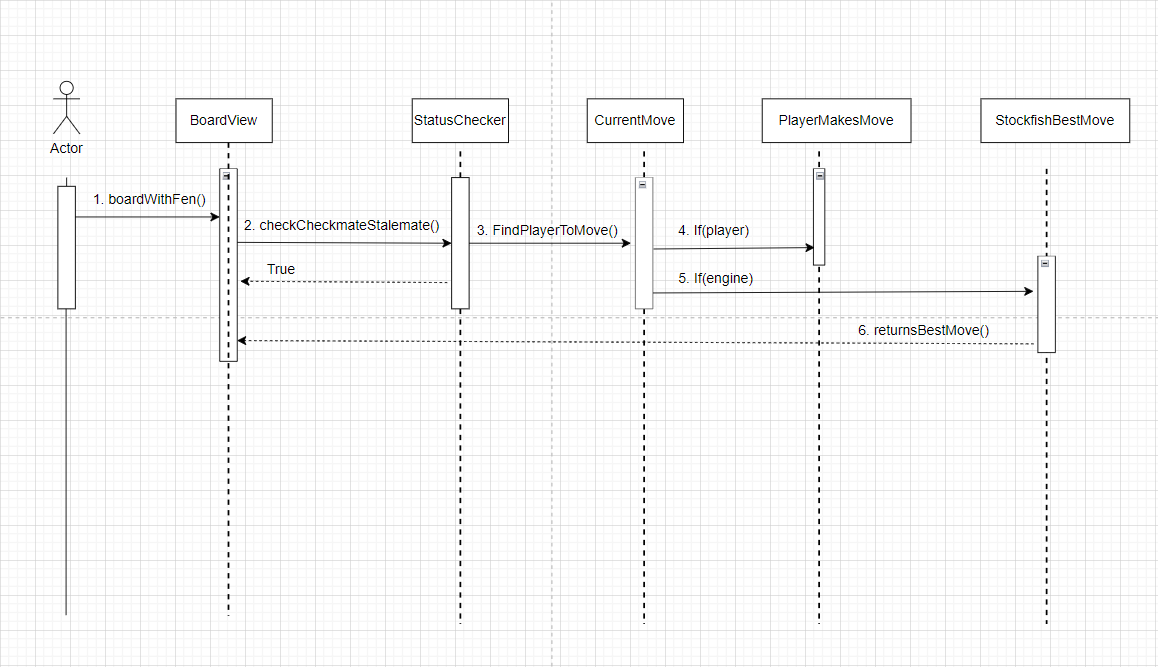 Actor
BoardView
StatusChecker
CurrentMove
PlayerMakesMove
StockfishBestMove
1. boardWithFen()
2. checkCheckmateStalemate()
3. FindPlayerToMove()
4. If(player)
True
5. If(engine)
6. returnsBestMove()